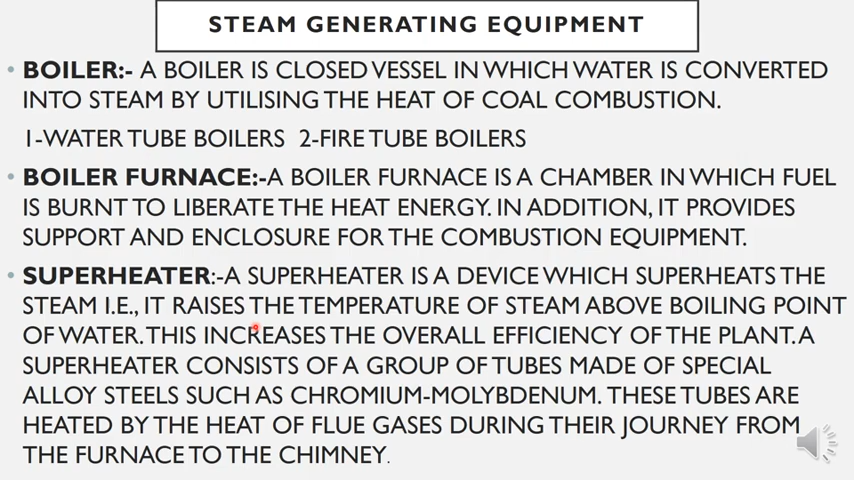 STEAM GENERATING EQUIPMENT
• BOILER:- A BOILER IS CLOSED VESSEL IN WHICH WATER IS CONVERTED
INTO STEAM BY UTILISING THE HEAT OF COAL COMBUSTION.
1-WATER TUBE BOILERS 2-FIRE TUBE BOILERS
• BOILER FURNACE:-A BOILER FURNACE IS A CHAMBER IN WHICH FUEL
IS BURNT TO LIBERATE THE HEAT ENERGY. IN ADDITION, IT PROVIDES
SUPPORT AND ENCLOSURE FOR THE COMBUSTION EQUIPMENT.
• SUPERHEATER:-A SUPERHEATER IS A DEVICE WHICH SUPERHEATS THE
STEAM I.E., IT RAISES THE TEMPERATURE OF STEAM ABOVE BOILING POINT
OF WATER. THIS INCREASES THE OVERALL EFFICIENCY OF THE PLANT. A
SUPERHEATER CONSISTS OF A GROUP OF TUBES MADE OF SPECIAL
ALLOY STEELS SUCH AS CHROMIUM-MOLYBDENUM. THESE TUBES ARE
HEATED BY THE HEAT OF FLUE GASES DURING THEIR JOURNEY FROM
THE FURNACE TO THE CHIMNEY.